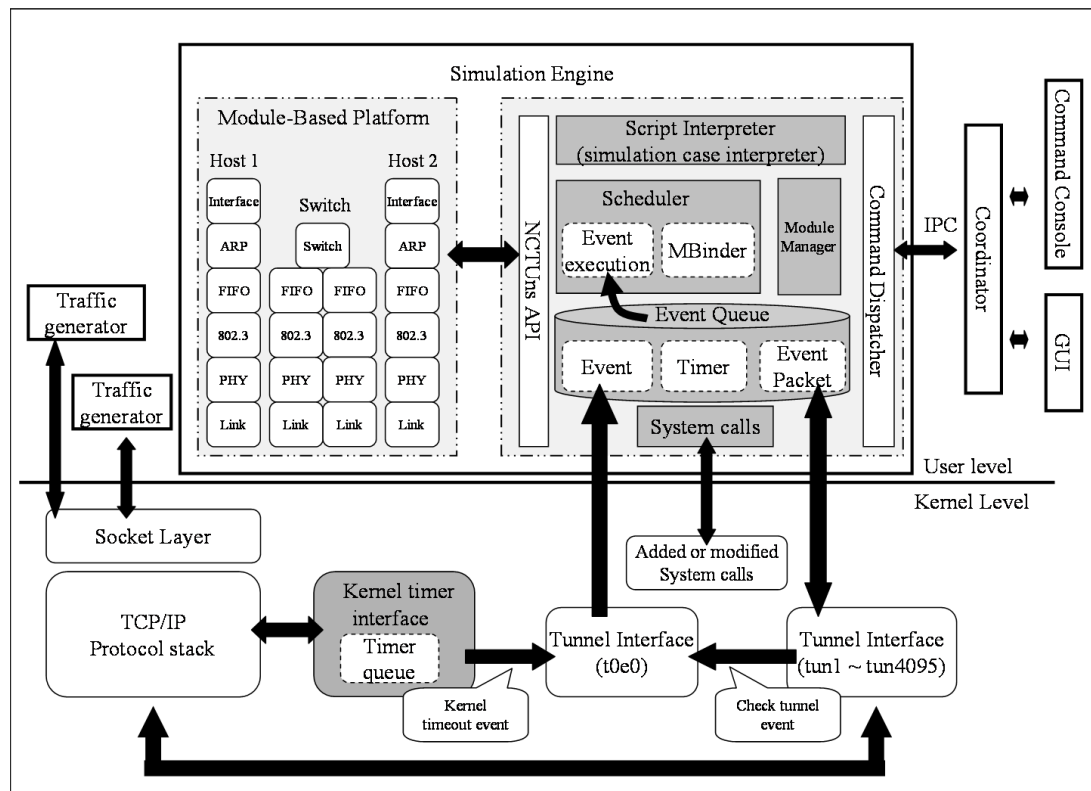 Simulation Engine
Module-Based Platform
Host 1
Host 2
Switch
Interface
Interface
ARP
Switch
ARP
FIFO
FIFO
FIFO
FIFO
802.3
802.3
802.3
802.3
PHY
PHY
PHY
PHY
Link
Link
Link
Link
NCTUns API
Script Interpreter
(simulation case interpreter)
Scheduler
Event
execution
MBinder
Module
Manager
Event Queue
Event
Timer
Event
Packet
System calls
Command Dispatcher
IPC
Coordinator
Command Console
GUI
Traffic
generator
Traffic
generator
User level
Kernel Level
Socket Layer
TCP/IP
Protocol stack
Kernel timer
interface
Timer
queue
Added or modified
System calls
Tunnel Interface
(t0e0)
Tunnel Interface
(tun1 ~ tun4095)
Kernel
timeout event
Check tunnel
event